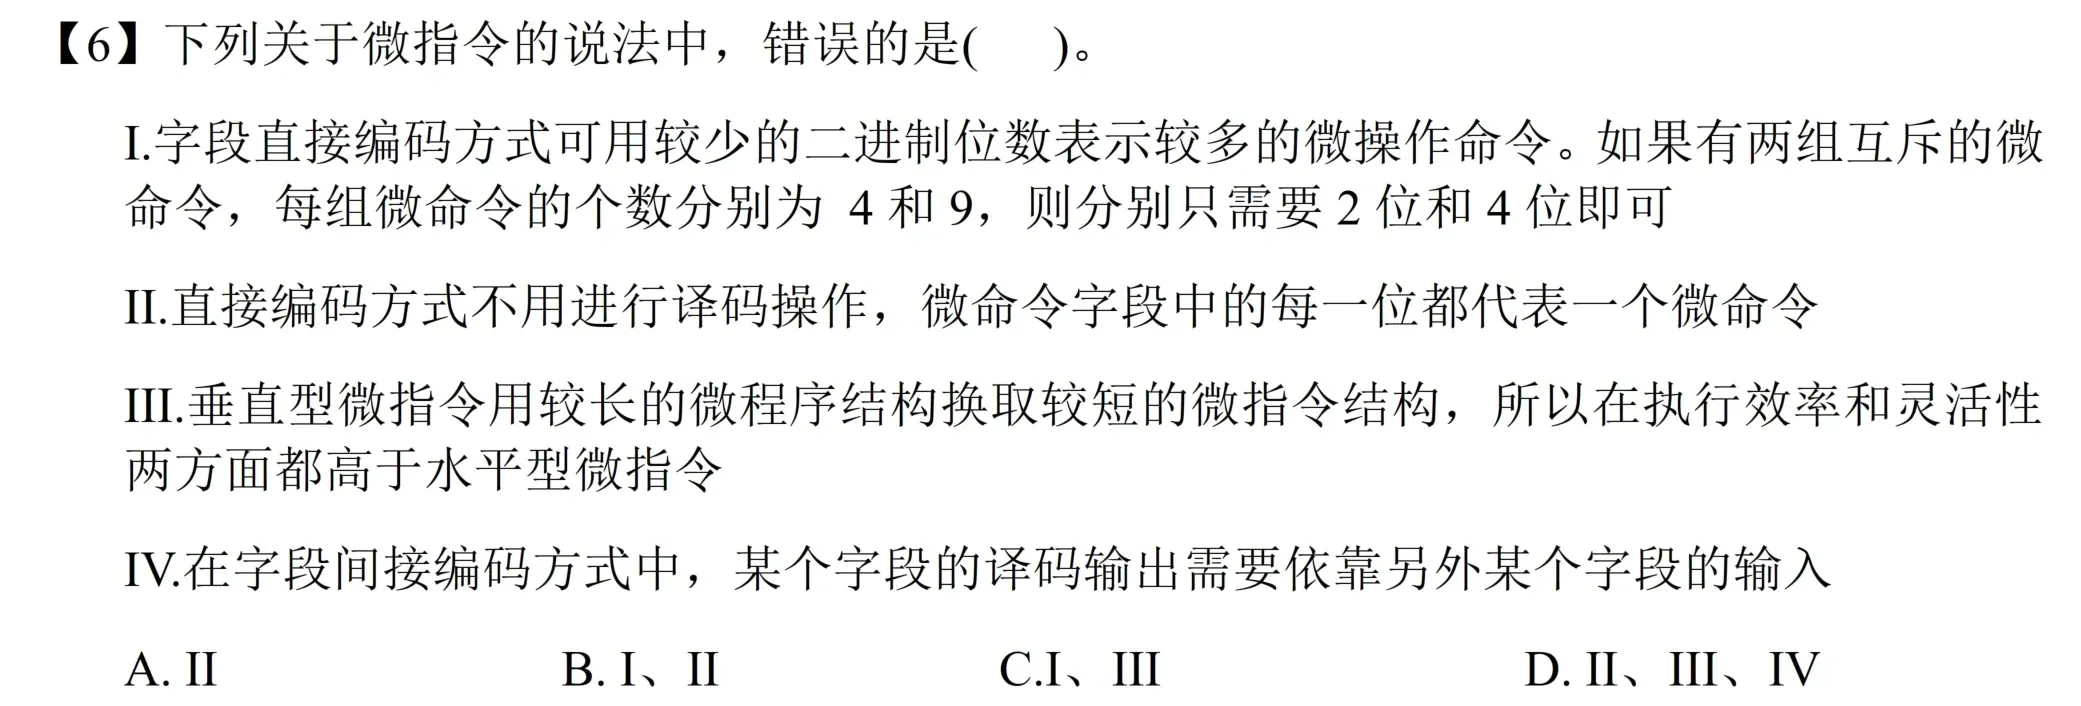 【6】下列关于微指令的说法中，错误的是(    )。
I.字段直接编码方式可用较少的二进制位数表示较多的微操作命令。如果有两组互斥的微
命令，每组微命令的个数分别为 4 和 9，则分别只需要 2 位和 4 位即可
II.直接编码方式不用进行译码操作，微命令字段中的每一位都代表一个微命令
III.垂直型微指令用较长的微程序结构换取较短的微指令结构，所以在执行效率和灵活性
两方面都高于水平型微指令
IV.在字段间接编码方式中，某个字段的译码输出需要依靠另外某个字段的输入
A. II    B. I、II    C.I、III    D. II、III、IV